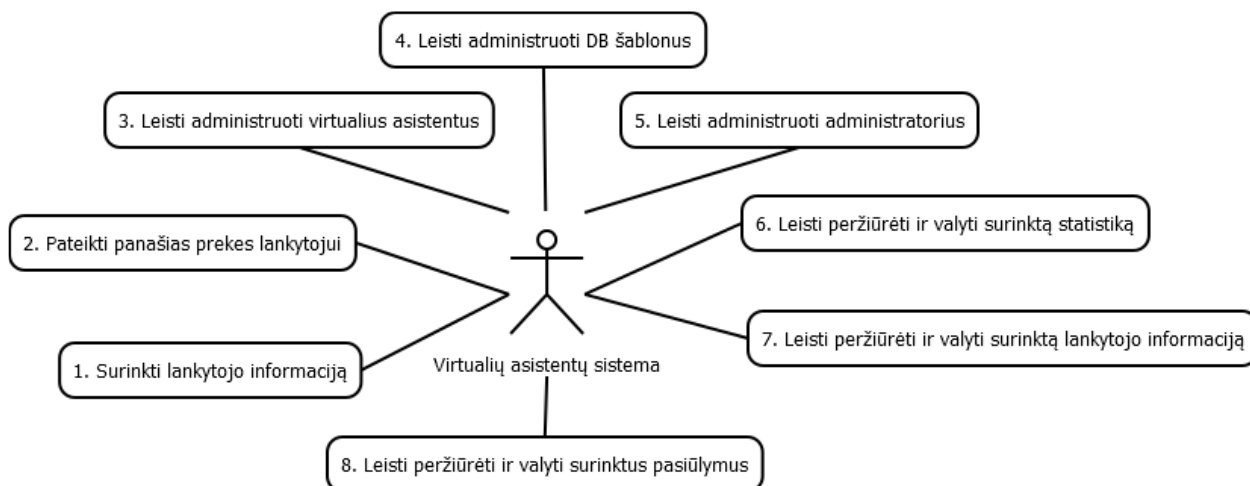 4. Leisti administruoti DB šablonus
3. Leisti administruoti virtualius asistentus
5. Leisti administruoti administratorius
2. Pateikti panašias prekes lankytojui
6. Leisti peržiūrėti ir valyti surinktą statistiką
1. Surinkti lankytojo informaciją
Virtualių asistentų sistema
7. Leisti peržiūrėti ir valyti surinktą lankytojo informaciją
8. Leisti peržiūrėti ir valyti surinktus pasiūlymus